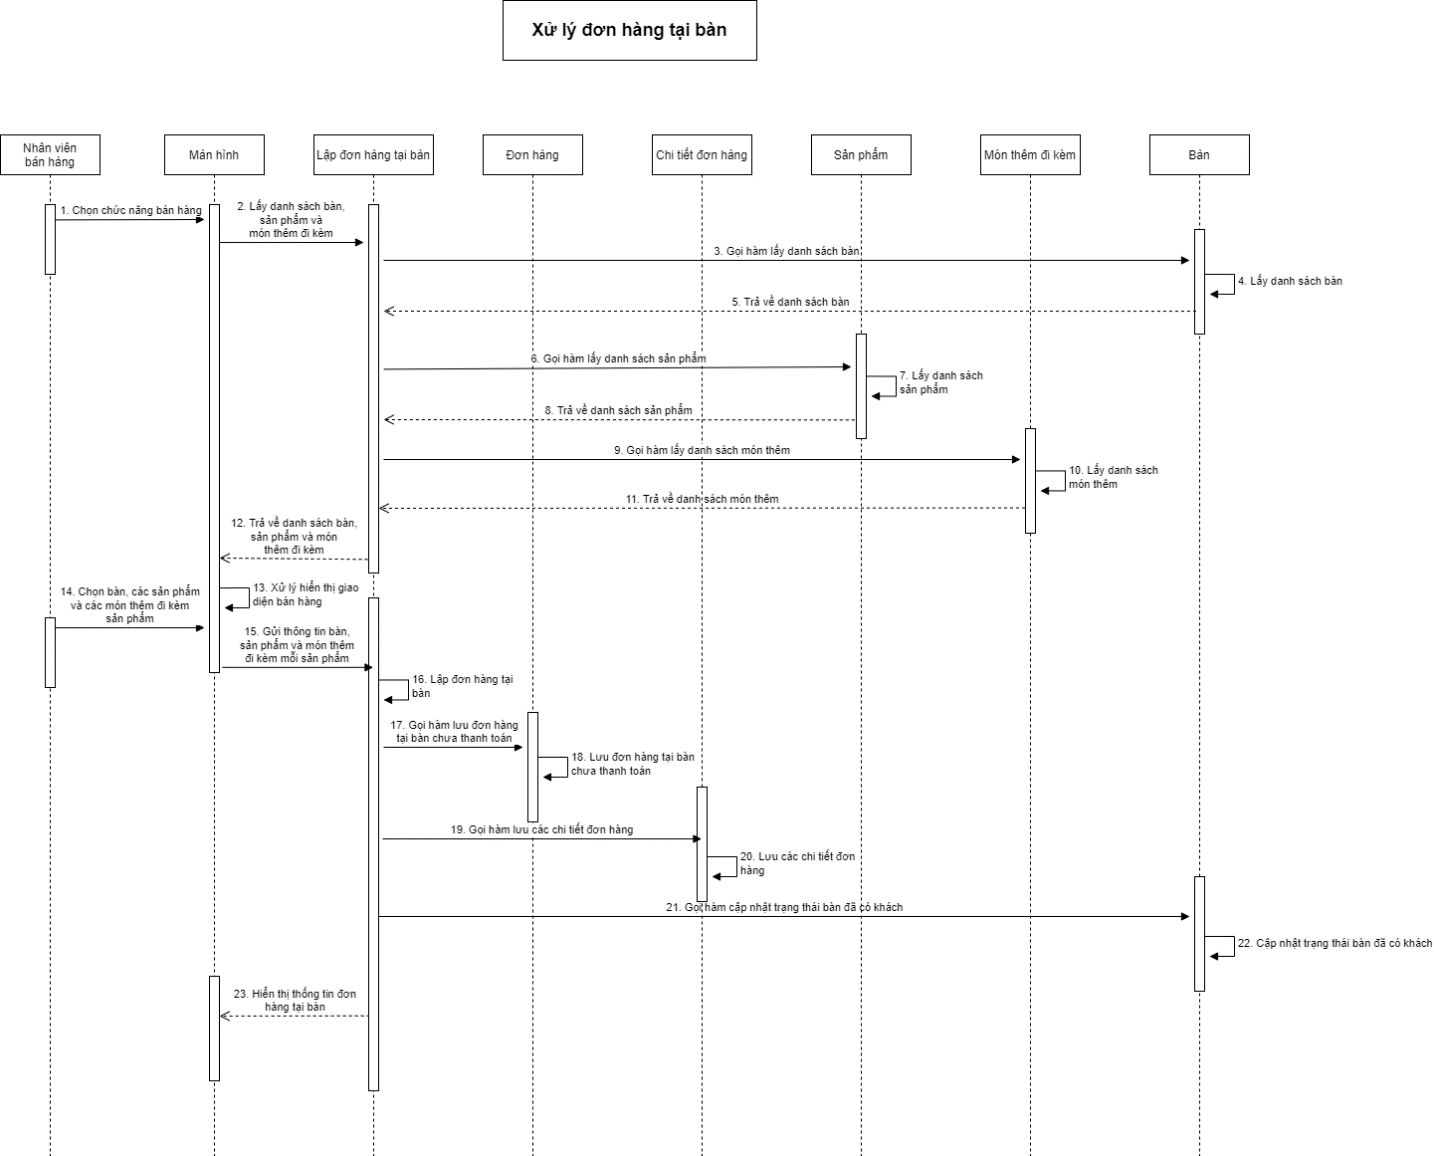 Xử lý đơn hàng tại bàn
Nhân viên
bán hàng
Màn hình
Lập đơn hàng tại bàn
Đơn hàng
Chi tiết đơn hàng
Sản phẩm
Món thêm đi kèm
Bàn
1. Chọn chức năng bán hàng
2. Lấy danh sách bàn,
sản phẩm và
món thêm đi kèm
3. Gọi hàm lấy danh sách bàn
4. Lấy danh sách bàn
5. Trả về danh sách bàn
6. Gọi hàm lấy danh sách sản phẩm
7. Lấy danh sách
sản phẩm
8. Trả về danh sách sản phẩm
9. Gọi hàm lấy danh sách món thêm
10. Lấy danh sách
món thêm
11. Trả về danh sách món thêm
12. Trả về danh sách bàn,
sản phẩm và món
thêm đi kèm
13. Xử lý hiển thị giao
diện bán hàng
14. Chọn bàn, các sản phẩm
và các món thêm đi kèm
sản phẩm
15. Gửi thông tin bàn,
sản phẩm và món thêm
đi kèm mỗi sản phẩm
16. Lập đơn hàng tại
bàn
17. Gọi hàm lưu đơn hàng
tại bàn chưa thanh toán
18. Lưu đơn hàng tại bàn
chưa thanh toán
19. Gọi hàm lưu các chi tiết đơn hàng
20. Lưu các chi tiết đơn
hàng
21. Gọi hàm cập nhật trạng thái bàn đã có khách
22. Cập nhật trạng thái bàn đã có khách
23. Hiển thị thống tin đơn
hàng tại bàn